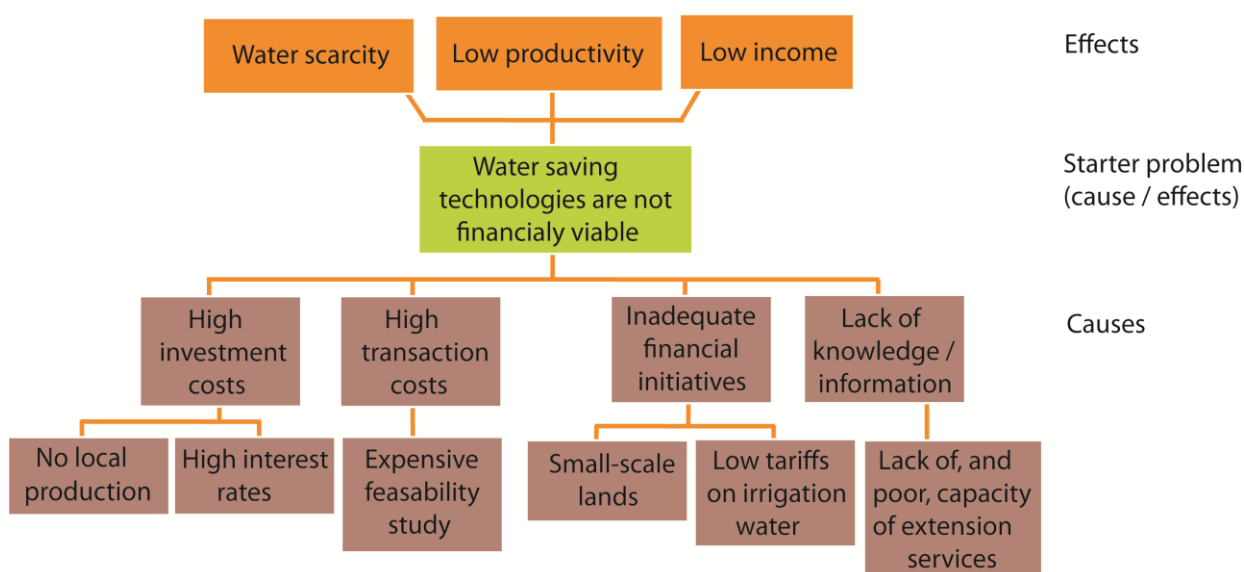 Water scarcity
Low productivity
Low income
Effects
Water saving
technologies are not
financialy viable
Starter problem
(cause / effects)
High
investment
costs
High
transaction
costs
Inadequate
financial
initiatives
Lack of
knowledge /
information
Causes
No local
production
High interest
rates
Expensive
feasability
study
Small-scale
lands
Low tariffs
on irrigation
water
Lack of, and
poor, capacity
of extension
services